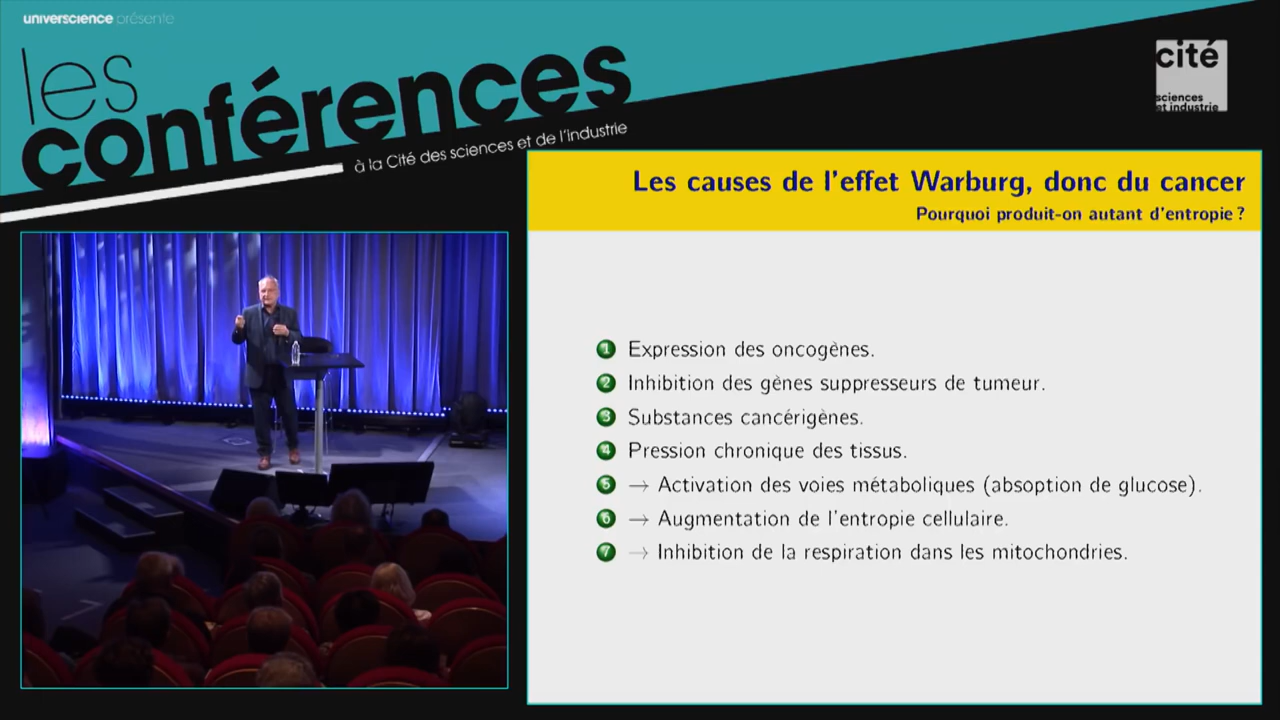 universcience présente
les
conférences
à la Cité des sciences et de l'industrie
cité
sciences
et industrie
Les causes de l'effet Warburg, donc du cancer
Pourquoi produit-on autant d'entropie ?
1 Expression des oncogènes.
2 Inhibition des gènes suppresseurs de tumeur.
3 Substances cancérigènes.
4 Pression chronique des tissus.
5 → Activation des voies métaboliques (absoption de glucose).
6 → Augmentation de l'entropie cellulaire.
7 → Inhibition de la respiration dans les mitochondries.